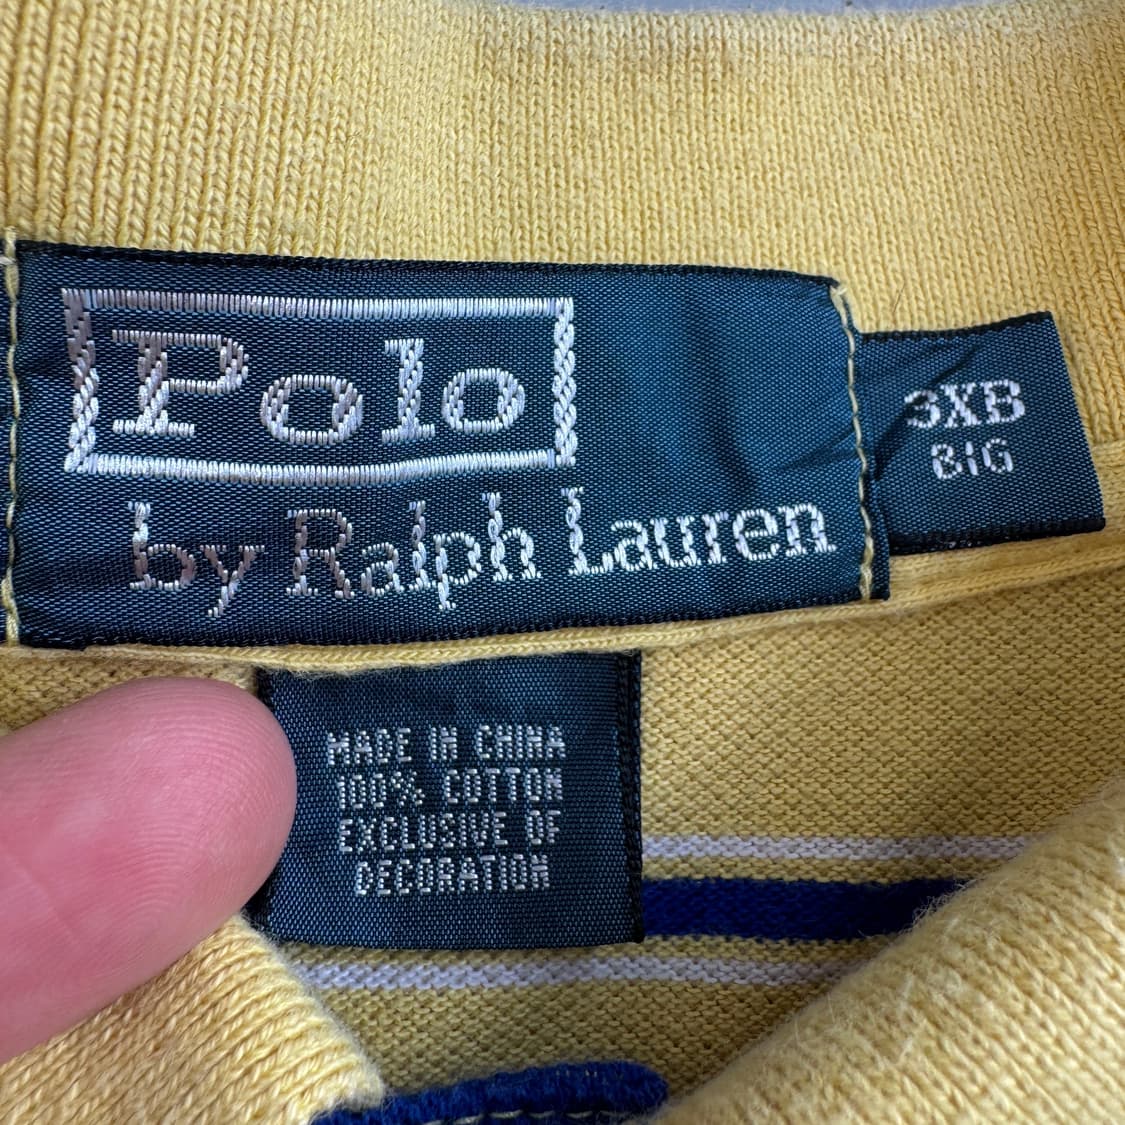 Polo
by Ralph Lauren
3XB
BIG
MADE IN CHINA
100% COTTON
EXCLUSIVE OF
DECORATION